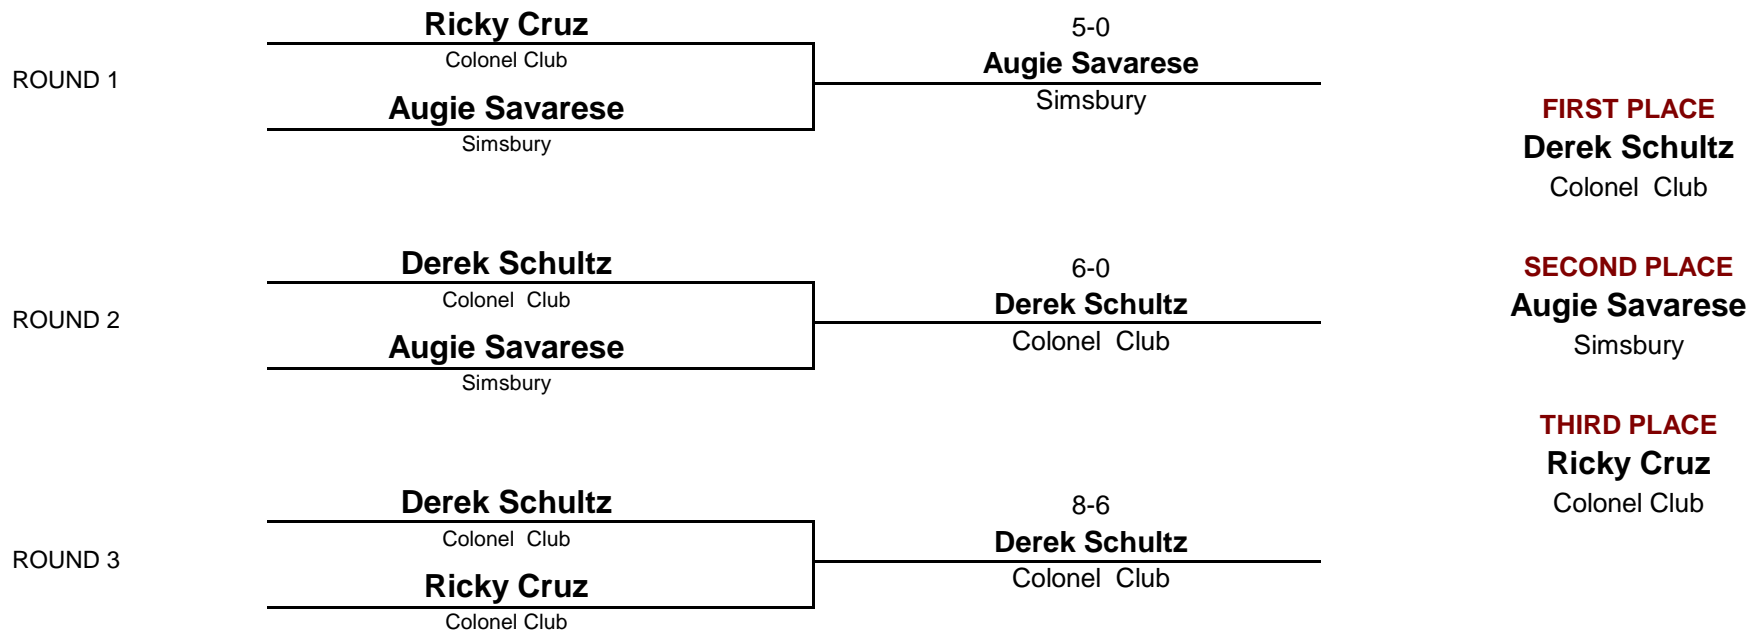 ROUND 1
Ricky Cruz
Colonel Club
Augie Savarese
Simsbury
5-0
Augie Savarese
Simsbury
ROUND 2
Derek Schultz
Colonel  Club
Augie Savarese
Simsbury
6-0
Derek Schultz
Colonel  Club
ROUND 3
Derek Schultz
Colonel  Club
Ricky Cruz
Colonel Club
8-6
Derek Schultz
Colonel  Club
FIRST PLACE
Derek Schultz
Colonel  Club
SECOND PLACE
Augie Savarese
Simsbury
THIRD PLACE
Ricky Cruz
Colonel Club